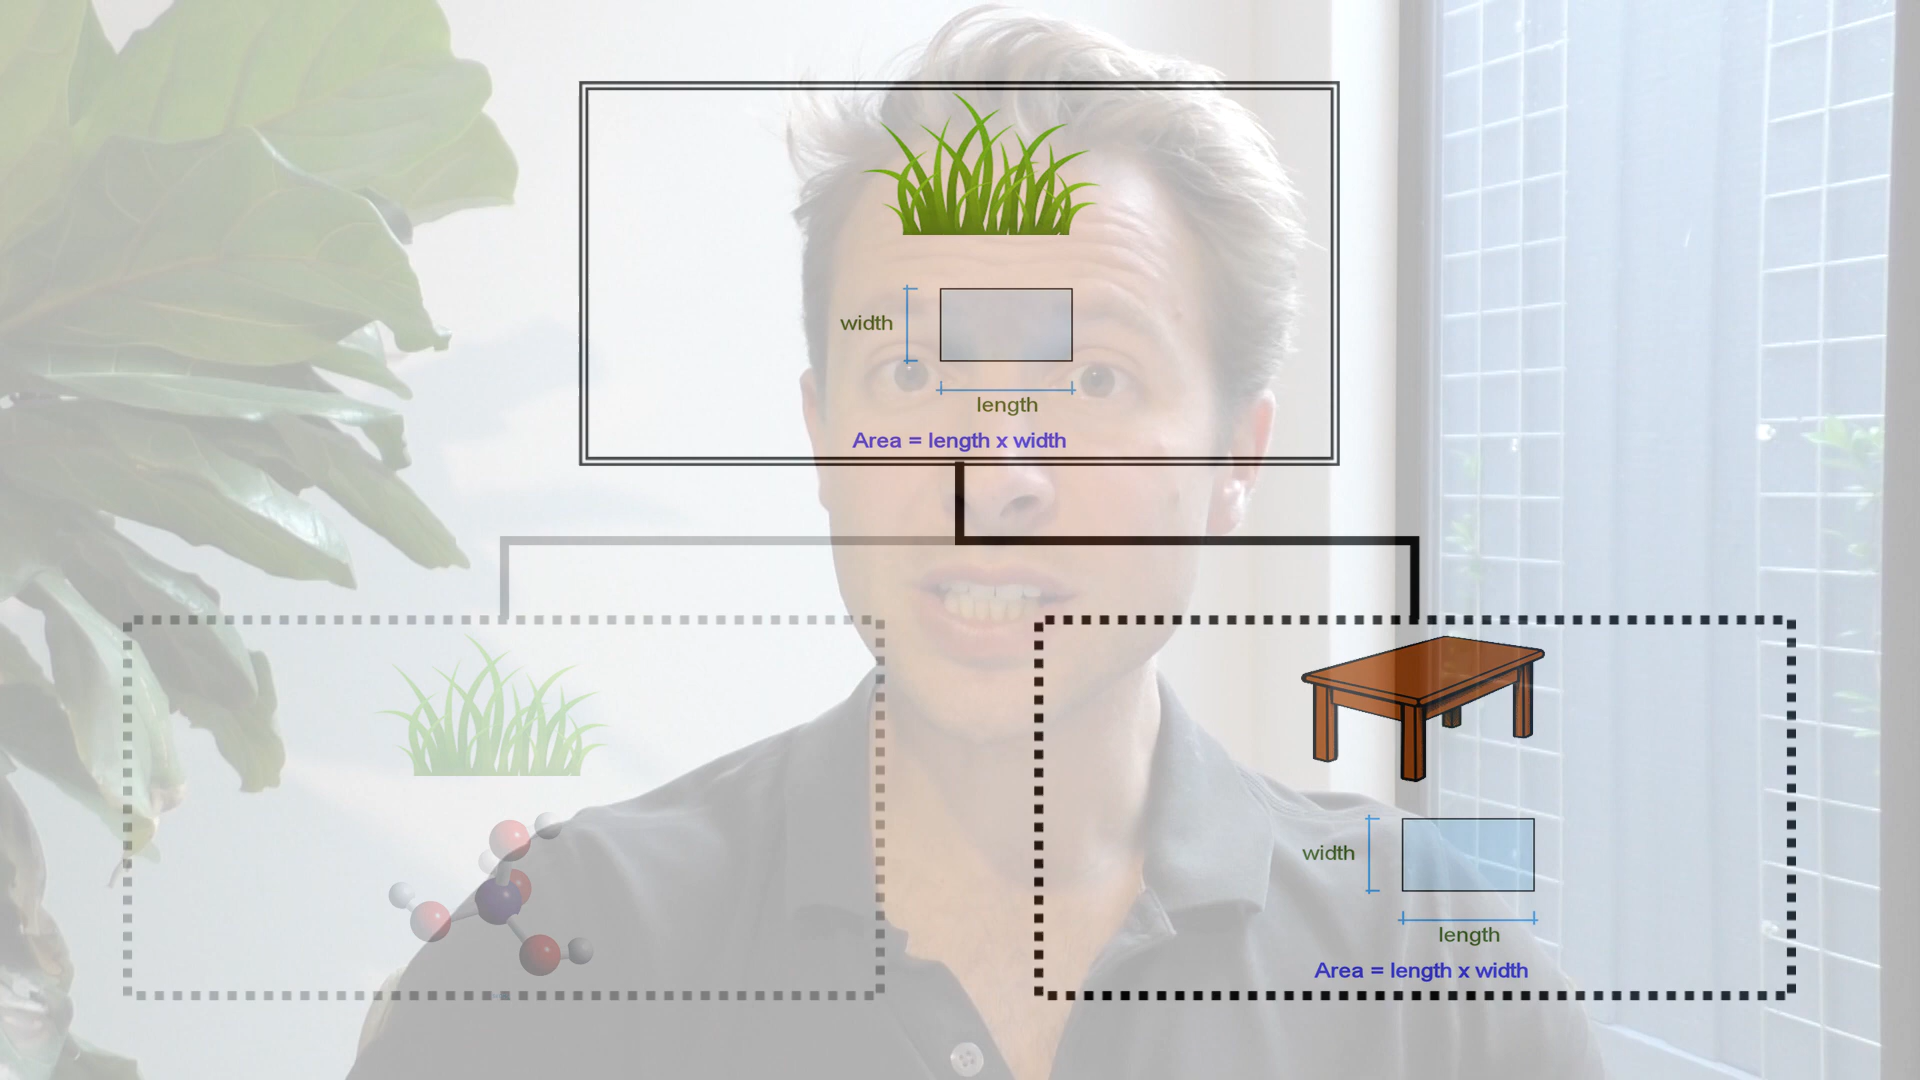 width
length
Area = length x width
width
length
Area = length x width